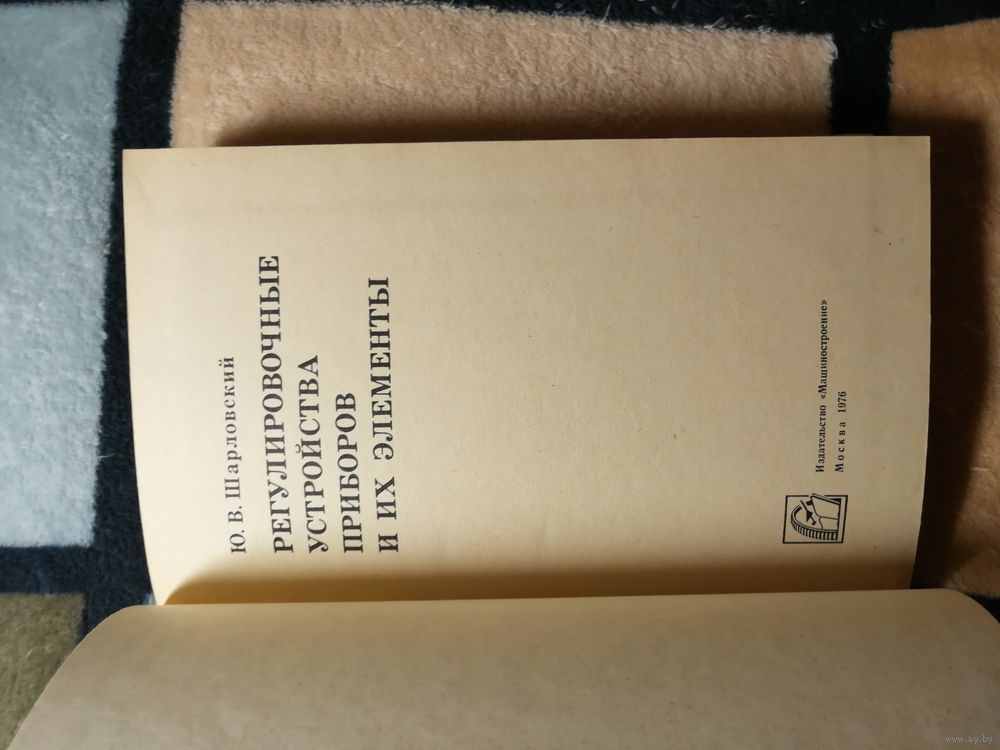 Ю. В. Шарловский
РЕГУЛИРОВОЧНЫЕ
УСТРОЙСТВА
ПРИБОРОВ
И ИХ ЭЛЕМЕНТЫ
Издательство «Машиностроение»
Москва 1976
www.ay.by